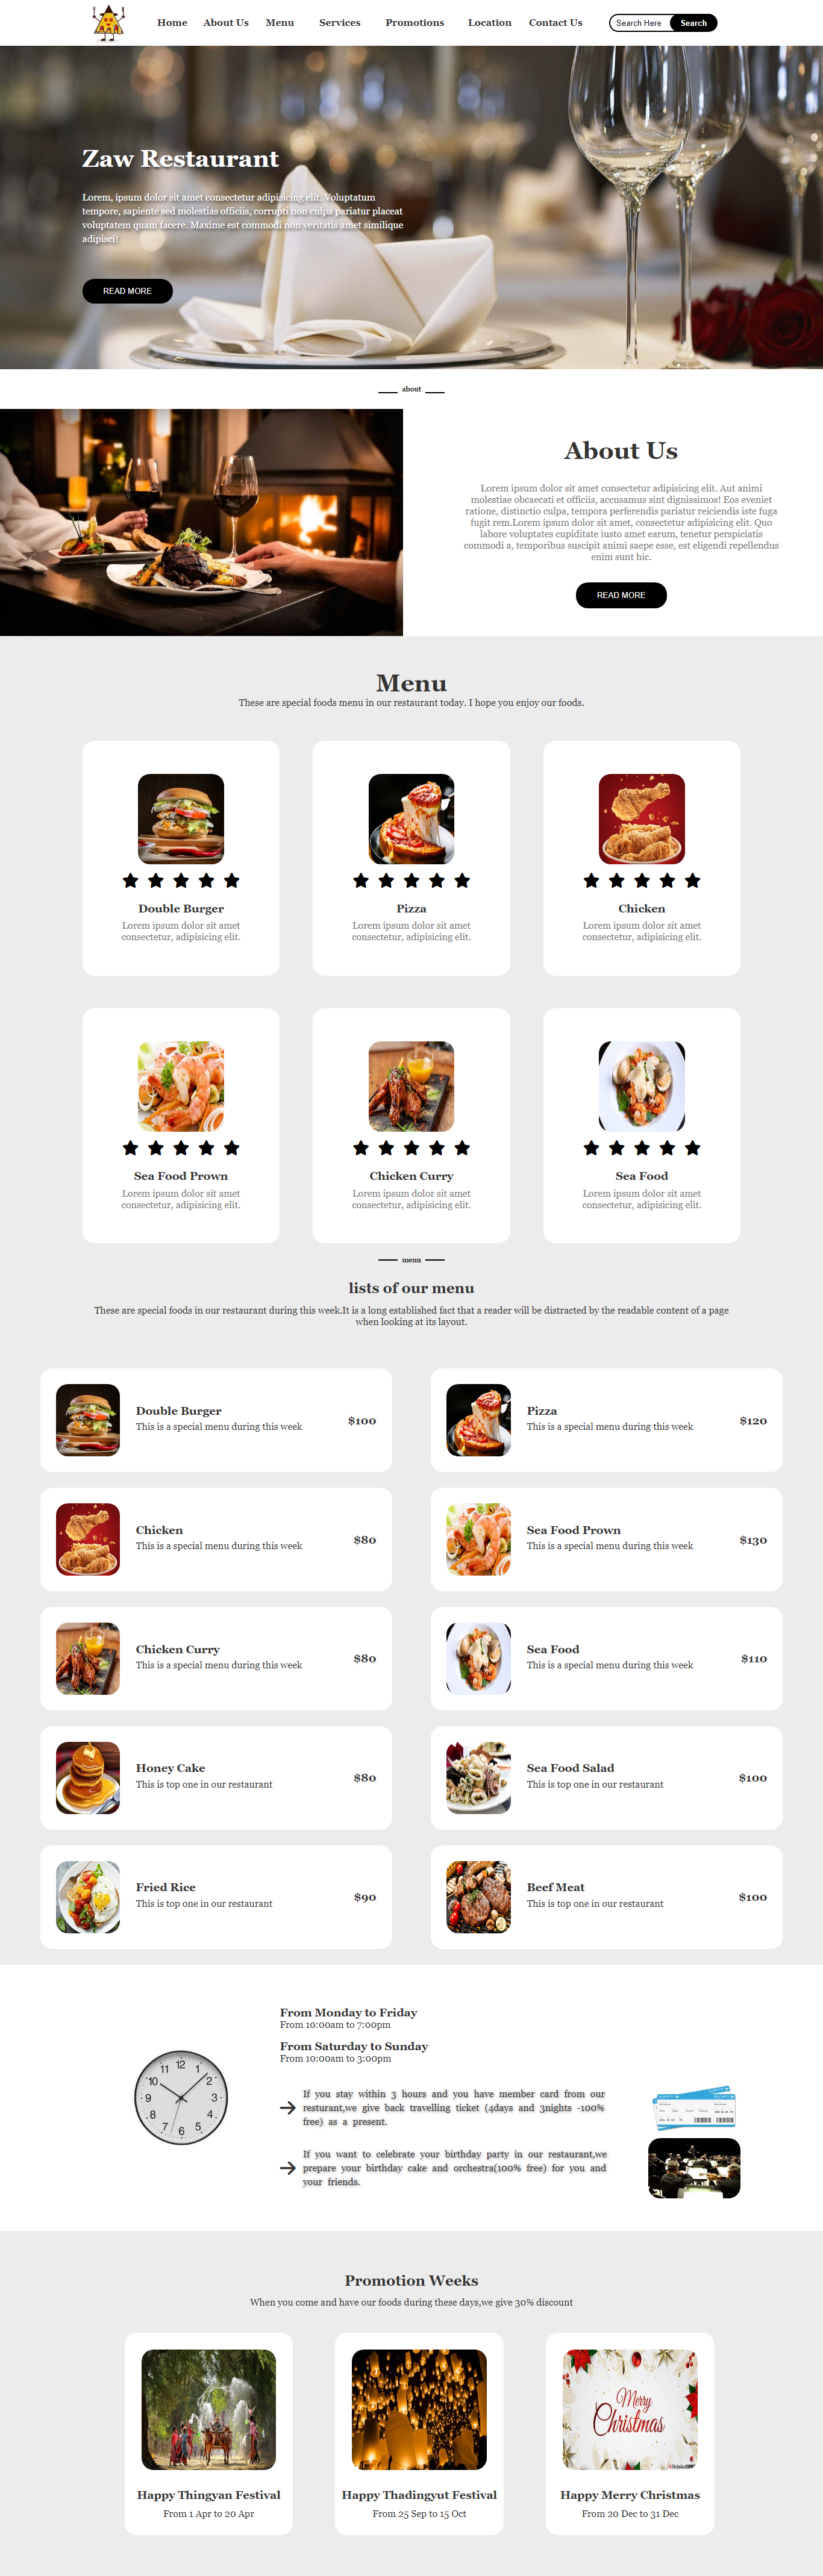 Home About Us Menu Services Promotions Location Contact Us Search Here Search
Zaw Restaurant
Lorem, ipsum dolor sit amet consectetur adipisicing elit. Voluptatum
tempore, sapiente sed molestias officiis, corrupti non culpa pariatur placeat
voluptatem quam facere. Maxime est commodi non veritatis amet similique
adipisci!
READ MORE
about
About Us
Lorem ipsum dolor sit amet consectetur adipisicing elit. Aut animi
molestiae obcaecati et officiis, accusamus sint dignissimos! Eos eveniet
ratione, distinctio culpa, tempora perferendis pariatur reiciendis iste fuga
fugit rem.Lorem ipsum dolor sit amet, consectetur adipisicing elit. Quo
labore voluptates cupiditate iusto amet earum, tenetur perspiciatis
commodi a, temporibus suscipit animi saepe esse, est eligendi repellendus
enim sunt hic.
READ MORE
Menu
These are special foods menu in our restaurant today. I hope you enjoy our foods.
Double Burger
Lorem ipsum dolor sit amet
consectetur, adipisicing elit.
Pizza
Lorem ipsum dolor sit amet
consectetur, adipisicing elit.
Chicken
Lorem ipsum dolor sit amet
consectetur, adipisicing elit.
Sea Food Prown
Lorem ipsum dolor sit amet
consectetur, adipisicing elit.
Chicken Curry
Lorem ipsum dolor sit amet
consectetur, adipisicing elit.
Sea Food
Lorem ipsum dolor sit amet
consectetur, adipisicing elit.
menu
lists of our menu
These are special foods in our restaurant during this week.It is a long established fact that a reader will be distracted by the readable content of a page
when looking at its layout.
Double Burger
This is a special menu during this week
$100
Pizza
This is a special menu during this week
$120
Chicken
This is a special menu during this week
$80
Sea Food Prown
This is a special menu during this week
$130
Chicken Curry
This is a special menu during this week
$80
Sea Food
This is a special menu during this week
$110
Honey Cake
This is top one in our restaurant
$80
Sea Food Salad
This is top one in our restaurant
$100
Fried Rice
This is top one in our restaurant
$90
Beef Meat
This is top one in our restaurant
$100
12
1
2
3
4
5
6
7
8
9
10
11
From Monday to Friday
From 10:00am to 7:00pm
From Saturday to Sunday
From 10:00am to 3:00pm
If you stay within 3 hours and you have member card from our
resturant,we give back travelling ticket (4days and 3nights -100%
free) as a present.
If you want to celebrate your birthday party in our restaurant,we
prepare your birthday cake and orchestra(100% free) for you and
your friends.
Promotion Weeks
When you come and have our foods during these days,we give 30% discount
Happy Thingyan Festival
From 1 Apr to 20 Apr
Happy Thadingyut Festival
From 25 Sep to 15 Oct
Merry
Christmas
Happy Merry Christmas
From 20 Dec to 31 Dec